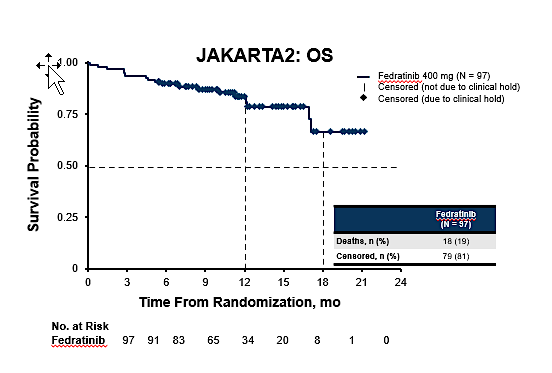 JAKARTA2: OS
1.00
0.75
0.50
0.25
0
Survival Probability
Fedratinib 400 mg (N = 97)
Censored (not due to clinical hold)
Censored (due to clinical hold)
Fedratinib
(N = 97)
Deaths, n (%) 18 (19)
Censored, n (%) 79 (81)
0 3 6 9 12 15 18 21 24
Time From Randomization, mo
No. at Risk
Fedratinib 97 91 83 65 34 20 8 1 0